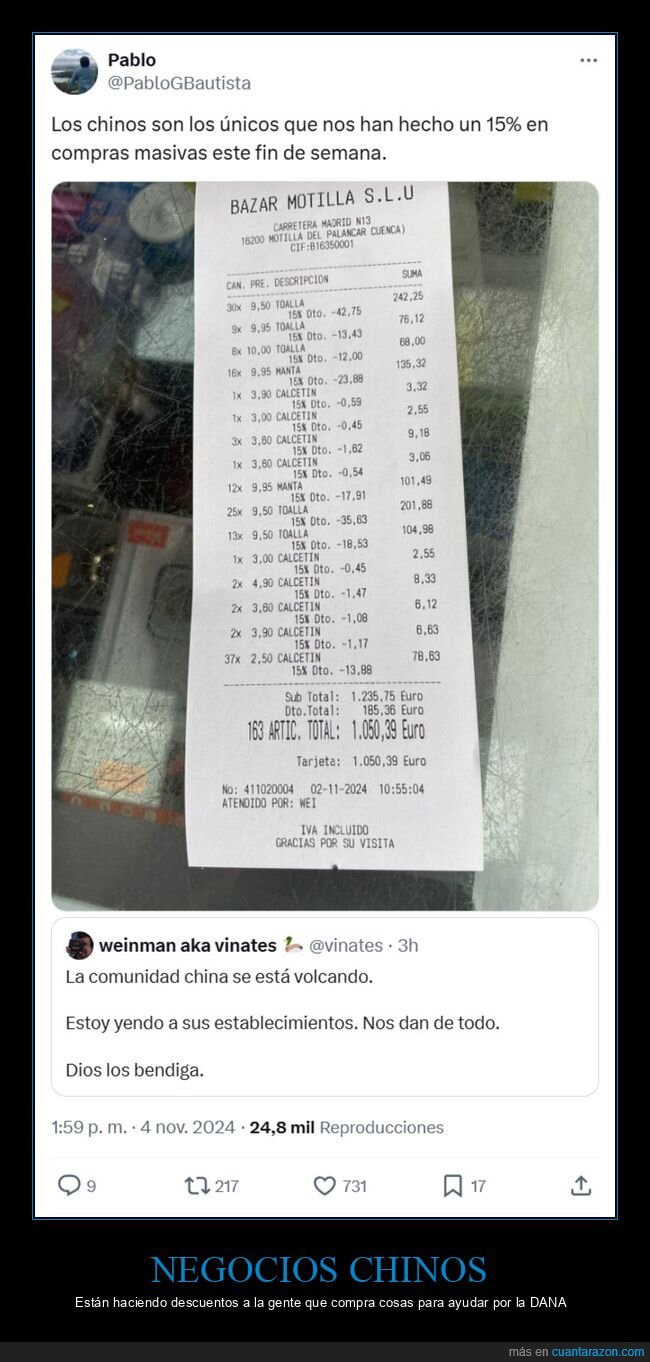 Pablo
@PabloGBautista
Los chinos son los únicos que nos han hecho un 15% en
compras masivas este fin de semana.
BAZAR MOTILLA S.L.U
CARRETERA MADRID N13
16200 MOTILLA DEL PALANCAR CUENCA)
CIF:B16350001
CAN. PRE. DESCRIPCION SUMA
30x 9,50 TOALLA 242,25
15% Dto. -42,75
9x 9,95 TOALLA 76,12
15% Dto. -13,43
8x 10,00 TOALLA 68,00
15% Dto. -12,00
16x 9,95 MANTA 135,32
15% Dto. -23,88
1x 3,90 CALCETIN 3,32
15% Dto. -0,59
1x 3,00 CALCETIN 2,55
15% Dto. -0,45
3x 3,60 CALCETIN 9,18
15% Dto. -1,62
1x 3,60 CALCETIN 3,06
15% Dto. -0,54
12x 9,95 MANTA 101,49
15% Dto. -17,91
25x 9,50 TOALLA 201,88
15% Dto. -35,63
13x 9,50 TOALLA 104,98
15% Dto. -18,53
1x 3,00 CALCETIN 2,55
15% Dto. -0,45
2x 4,90 CALCETIN 8,33
15% Dto. -1,47
2x 3,60 CALCETIN 6,12
15% Dto. -1,08
2x 3,90 CALCETIN 6,63
15% Dto. -1,17
37x 2,50 CALCETIN 78,63
15% Dto. -13,88
Sub Total: 1.235,75 Euro
Dto.Total: 185,36 Euro
163 ARTIC. TOTAL: 1.050,39 Euro
Tarjeta: 1.050,39 Euro
No: 411020004 02-11-2024 10:55:04
ATENDIDO POR: WEI
IVA INCLUIDO
GRACIAS POR SU VISITA
weinman aka vinates @vinates · 3h
La comunidad china se está volcando.
Estoy yendo a sus establecimientos. Nos dan de todo.
Dios los bendiga.
1:59 p. m. · 4 nov. 2024 · 24,8 mil Reproducciones
9 217 731 17
NEGOCIOS CHINOS
Están haciendo descuentos a la gente que compra cosas para ayudar por la DANA
más en cuantarazon.com